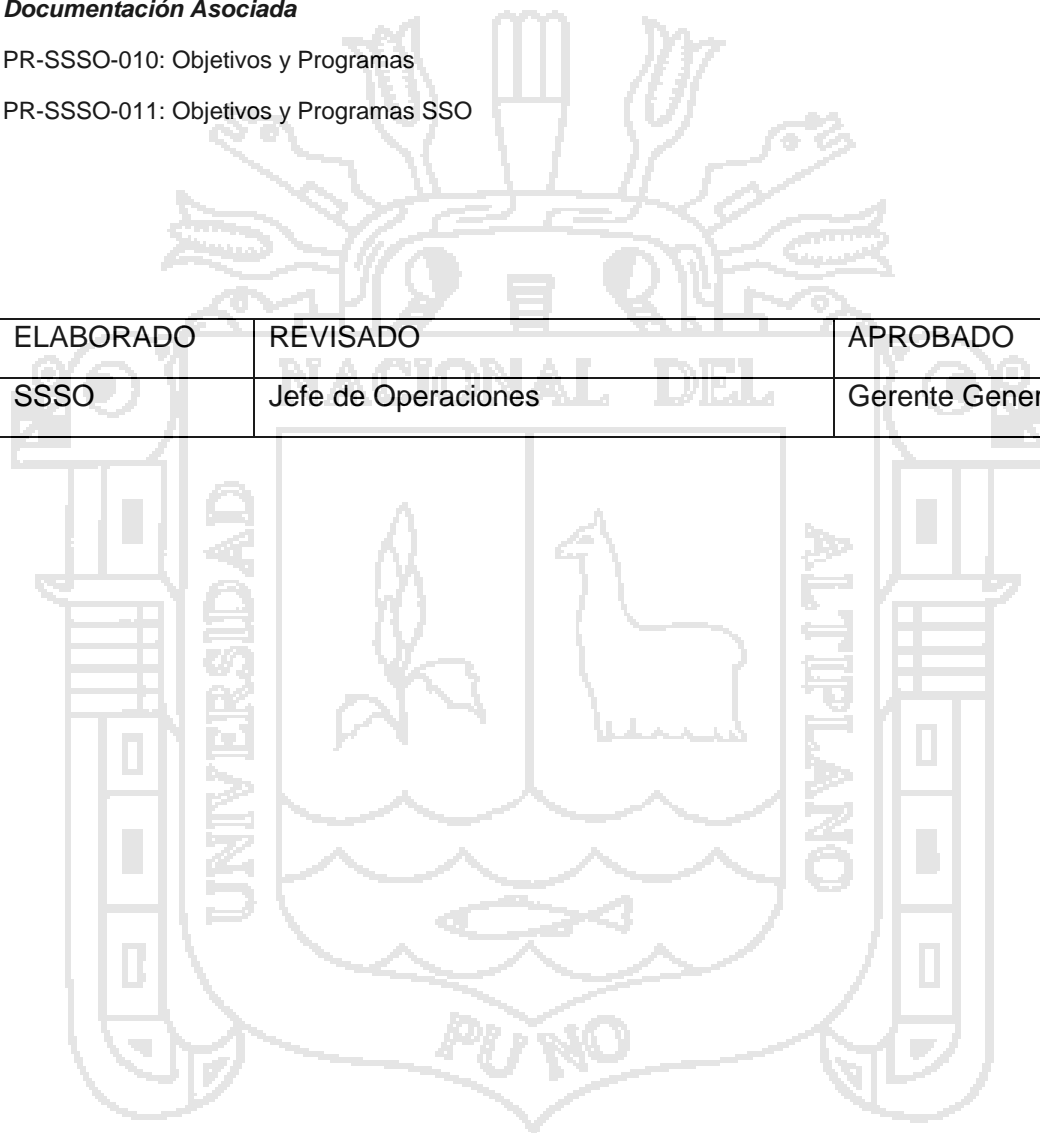 Documentación Asociada
PR-SSSO-010: Objetivos y Programas
PR-SSSO-011: Objetivos y Programas SSO
ELABORADO REVISADO APROBADO
SSSO Jefe de Operaciones Gerente Gener
NACIONAL DEL
UNIVERSIDAD
ALTIPLANO
PUNO